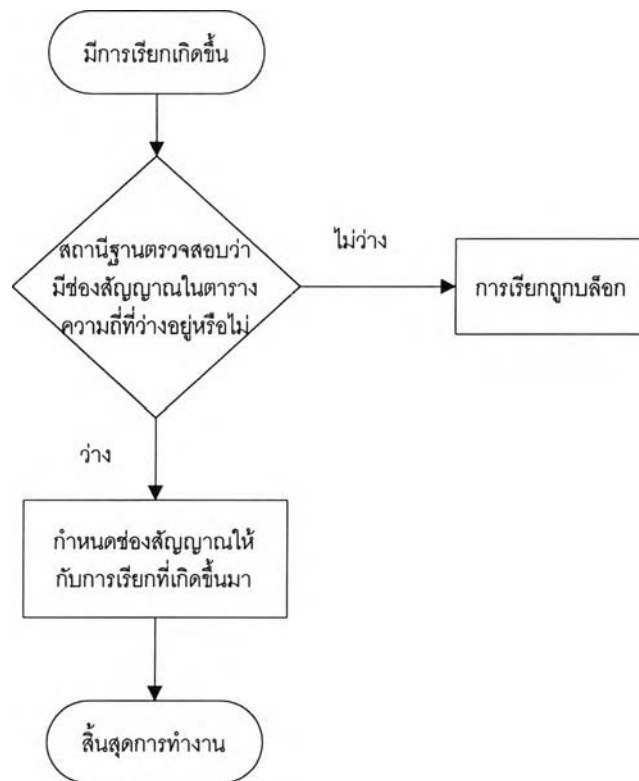 มีการเรียกเกิดขึ้น
สถานีฐานตรวจสอบว่า
มีช่องสัญญาณในตาราง
ความถี่ที่ว่างอยู่หรือไม่
ไม่ว่าง
การเรียกถูกบล็อก
ว่าง
กำหนดช่องสัญญาณให้
กับการเรียกที่เกิดขึ้นมา
สิ้นสุดการทำงาน